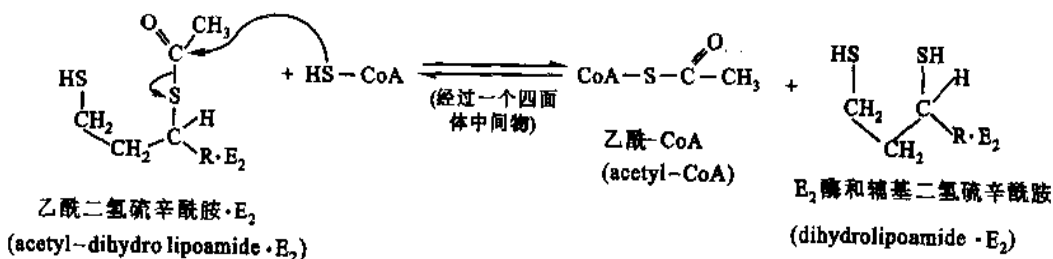 O
CH₃
C
HS
+ HS—CoA
S
CH₂
CH₂
C
H
R·E₂
(经过一个四面
体中间物)
O
CoA—S—C
CH₃
+
HS
SH
H
CH₂
C
CH₂
R·E₂
乙酰二氢硫辛酰胺·E₂
(acetyl-dihydro lipoamide·E₂)
乙酰-CoA
(acetyl-CoA)
E₂酶和辅基二氢硫辛酰胺
(dihydrolipoamide·E₂)